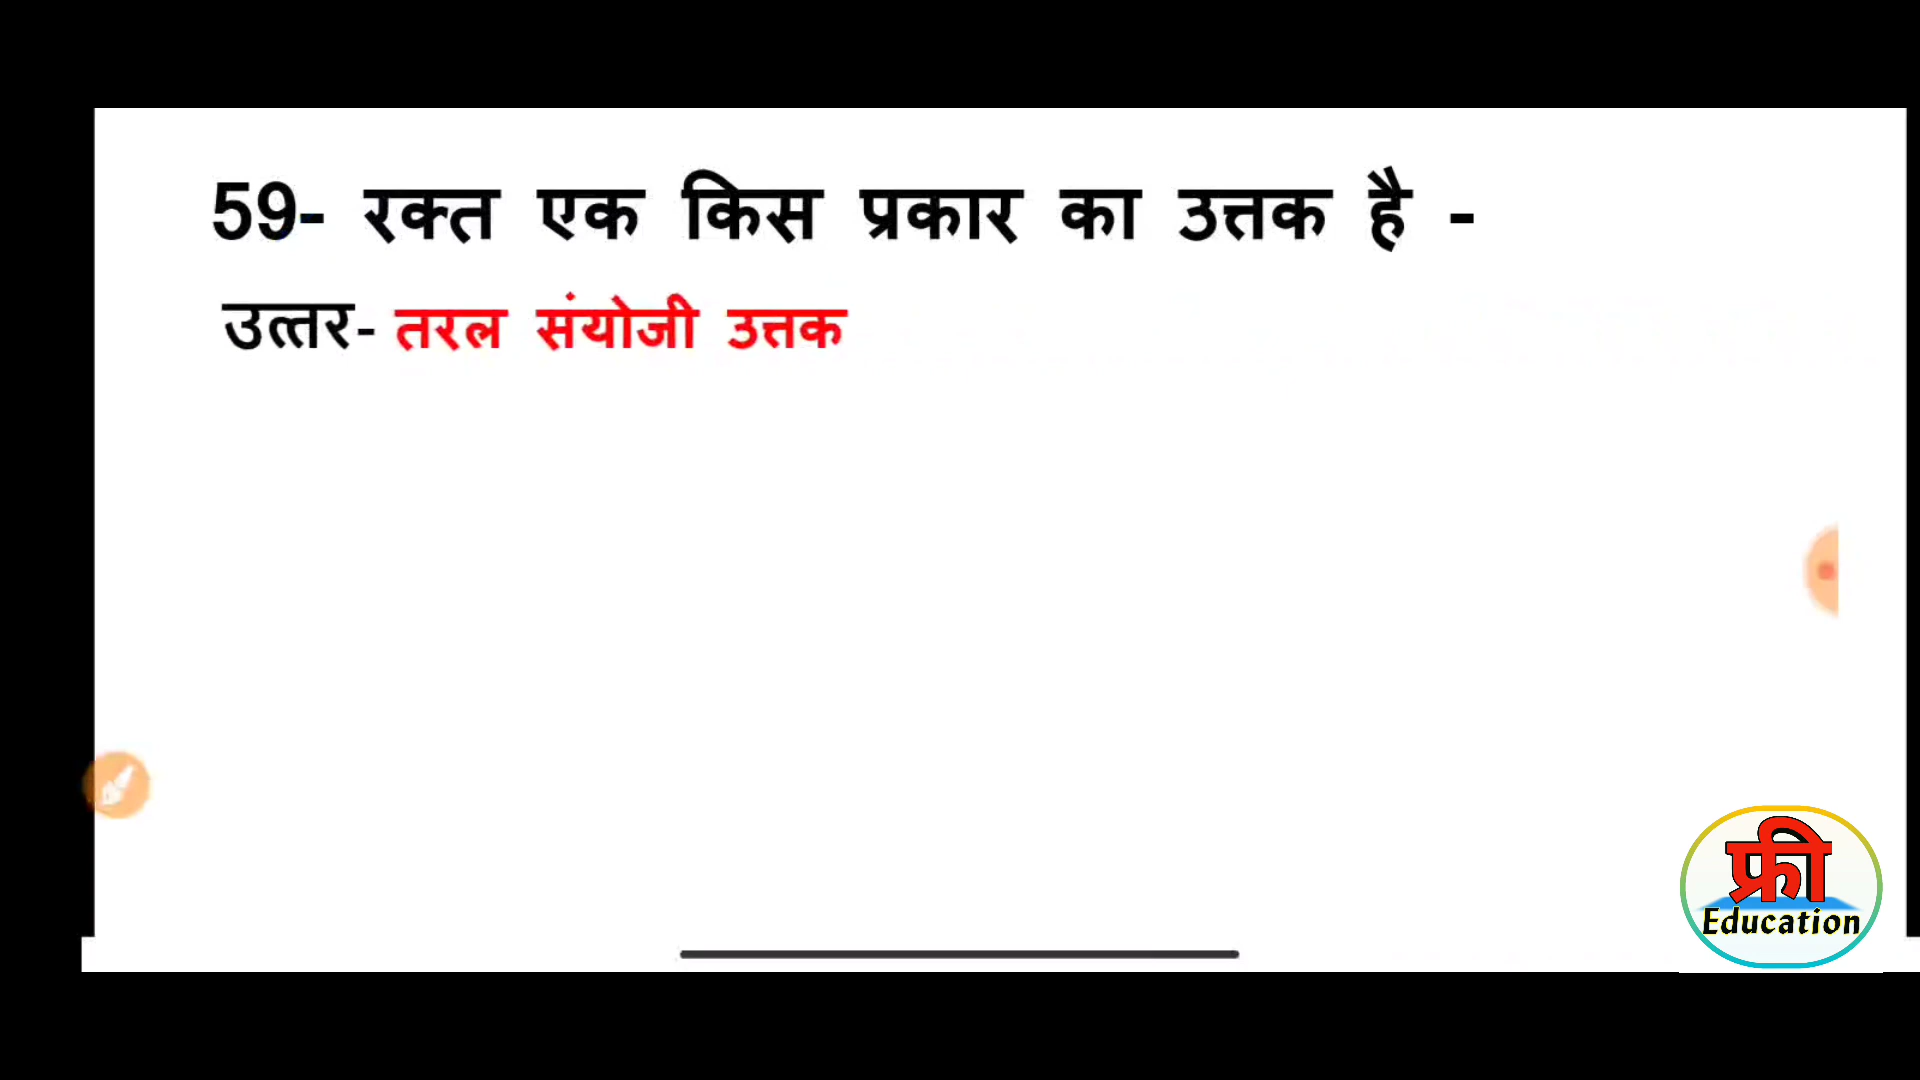 59- रक्त एक किस प्रकार का उत्तक है -
उत्तर- तरल संयोजी उत्तक
फ्री
Education